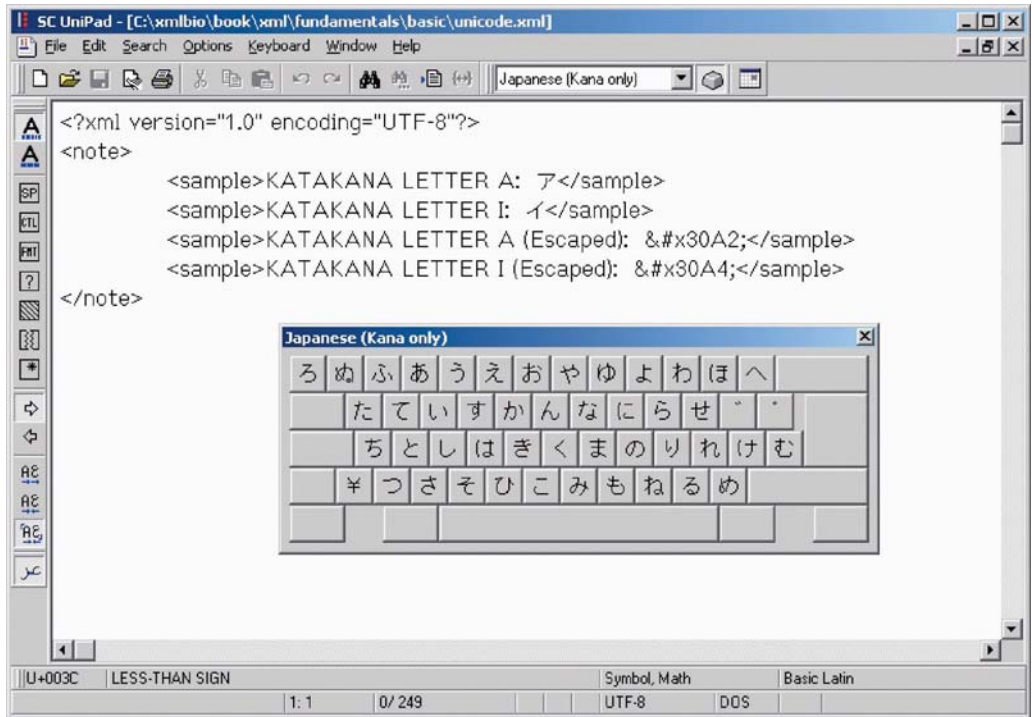 SC UniPad - [C:\xmlbio\book\xml\fundamentals\basic\unicode.xml]
File Edit Search Options Keyboard Window Help
Japanese (Kana only)
A
A
SP
CTL
FMT
?
<?xml version="1.0" encoding="UTF-8"?>
<note>
<sample>KATAKANA LETTER A: ア</sample>
<sample>KATAKANA LETTER I: イ</sample>
<sample>KATAKANA LETTER A (Escaped): &#x30A2;</sample>
<sample>KATAKANA LETTER I (Escaped): &#x30A4;</sample>
</note>
Japanese (Kana only)
ろ ぬ ふ あ う え お や ゆ よ わ ほ へ
た て い す か ん な に ら せ ゛ ゜
ち と し は き く ま の り れ け む
¥ つ さ そ ひ こ み も ね る め
U+003C LESS-THAN SIGN Symbol, Math Basic Latin
1: 1 0/ 249 UTF-8 DOS